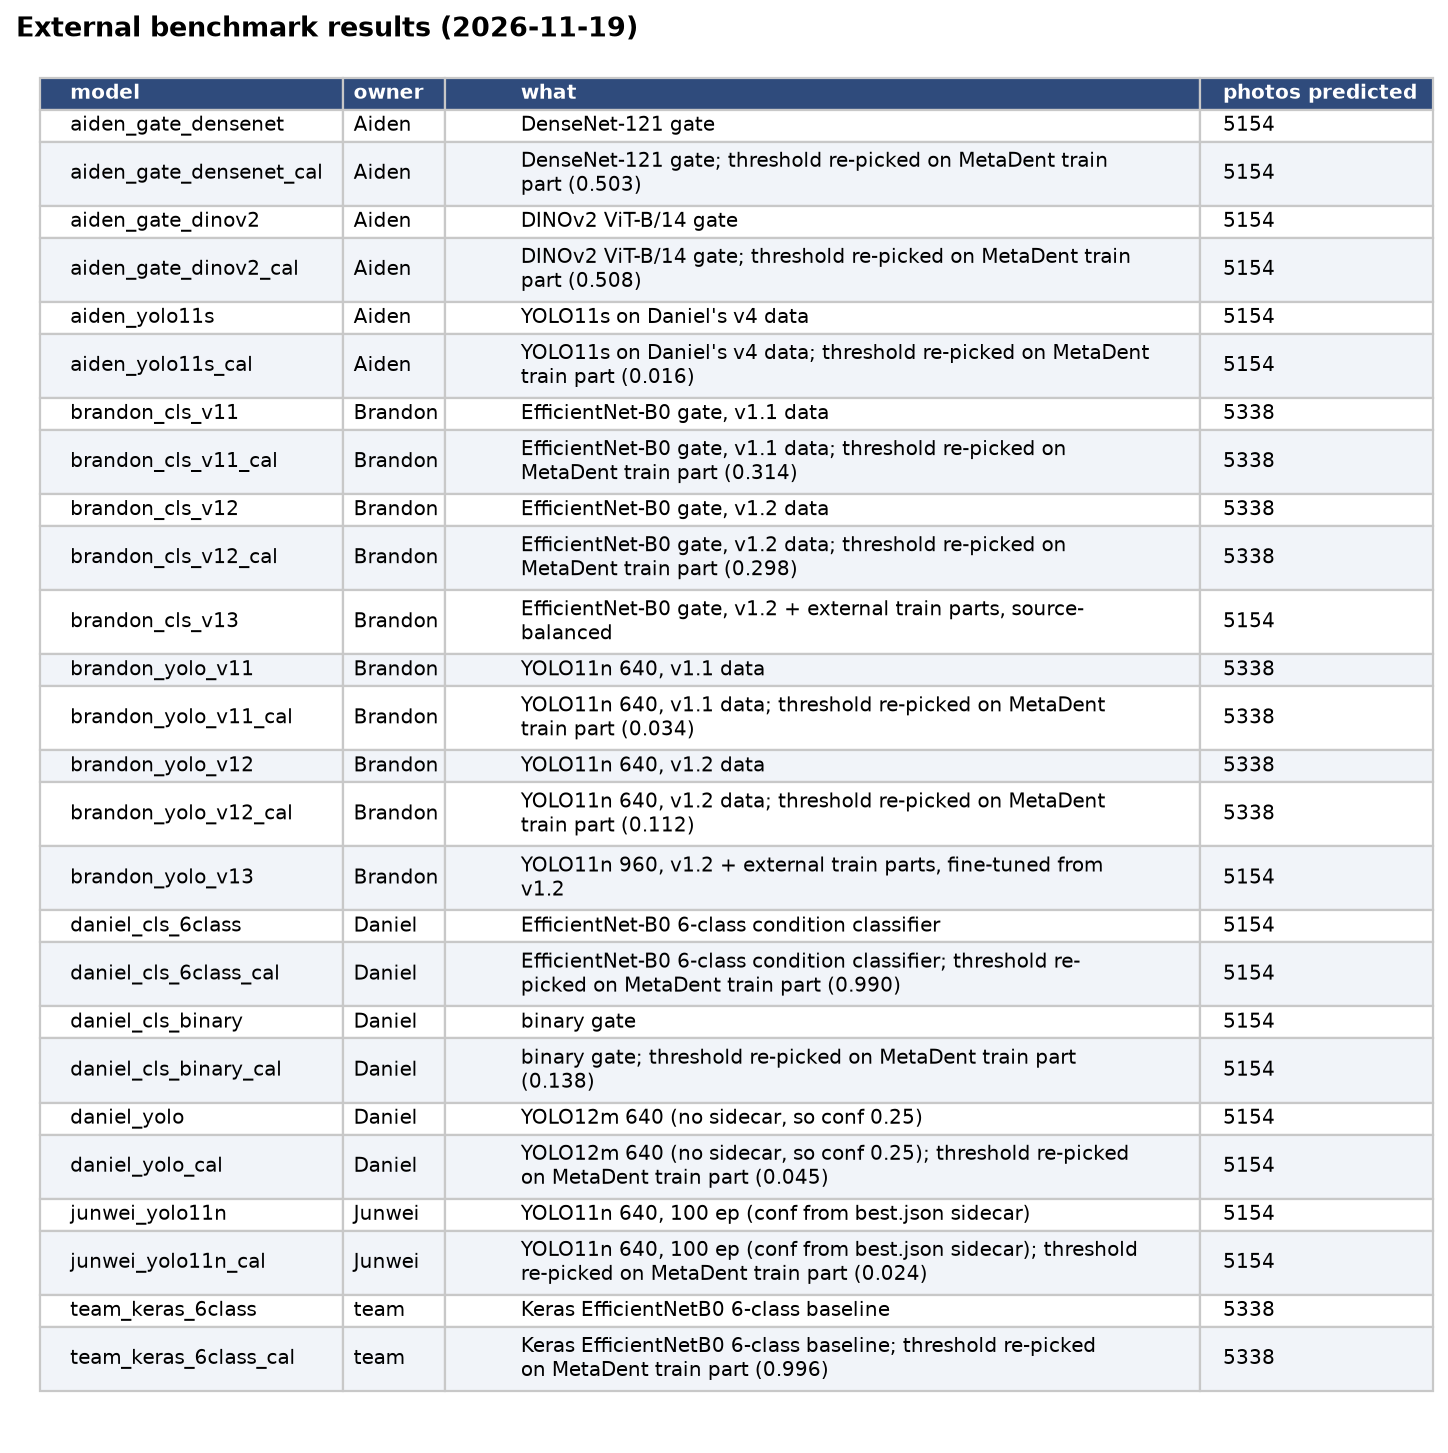 External benchmark results (2026-11-19)
model owner what photos predicted
aiden_gate_densenet Aiden DenseNet-121 gate 5154
aiden_gate_densenet_cal Aiden DenseNet-121 gate; threshold re-picked on MetaDent train part (0.503) 5154
aiden_gate_dinov2 Aiden DINOv2 ViT-B/14 gate 5154
aiden_gate_dinov2_cal Aiden DINOv2 ViT-B/14 gate; threshold re-picked on MetaDent train part (0.508) 5154
aiden_yolo11s Aiden YOLO11s on Daniel's v4 data 5154
aiden_yolo11s_cal Aiden YOLO11s on Daniel's v4 data; threshold re-picked on MetaDent train part (0.016) 5154
brandon_cls_v11 Brandon EfficientNet-B0 gate, v1.1 data 5338
brandon_cls_v11_cal Brandon EfficientNet-B0 gate, v1.1 data; threshold re-picked on MetaDent train part (0.314) 5338
brandon_cls_v12 Brandon EfficientNet-B0 gate, v1.2 data 5338
brandon_cls_v12_cal Brandon EfficientNet-B0 gate, v1.2 data; threshold re-picked on MetaDent train part (0.298) 5338
brandon_cls_v13 Brandon EfficientNet-B0 gate, v1.2 + external train parts, source-balanced 5154
brandon_yolo_v11 Brandon YOLO11n 640, v1.1 data 5338
brandon_yolo_v11_cal Brandon YOLO11n 640, v1.1 data; threshold re-picked on MetaDent train part (0.034) 5338
brandon_yolo_v12 Brandon YOLO11n 640, v1.2 data 5338
brandon_yolo_v12_cal Brandon YOLO11n 640, v1.2 data; threshold re-picked on MetaDent train part (0.112) 5338
brandon_yolo_v13 Brandon YOLO11n 960, v1.2 + external train parts, fine-tuned from v1.2 5154
daniel_cls_6class Daniel EfficientNet-B0 6-class condition classifier 5154
daniel_cls_6class_cal Daniel EfficientNet-B0 6-class condition classifier; threshold re-picked on MetaDent train part (0.990) 5154
daniel_cls_binary Daniel binary gate 5154
daniel_cls_binary_cal Daniel binary gate; threshold re-picked on MetaDent train part (0.138) 5154
daniel_yolo Daniel YOLO12m 640 (no sidecar, so conf 0.25) 5154
daniel_yolo_cal Daniel YOLO12m 640 (no sidecar, so conf 0.25); threshold re-picked on MetaDent train part (0.045) 5154
junwei_yolo11n Junwei YOLO11n 640, 100 ep (conf from best.json sidecar) 5154
junwei_yolo11n_cal Junwei YOLO11n 640, 100 ep (conf from best.json sidecar); threshold re-picked on MetaDent train part (0.024) 5154
team_keras_6class team Keras EfficientNetB0 6-class baseline 5338
team_keras_6class_cal team Keras EfficientNetB0 6-class baseline; threshold re-picked on MetaDent train part (0.996) 5338